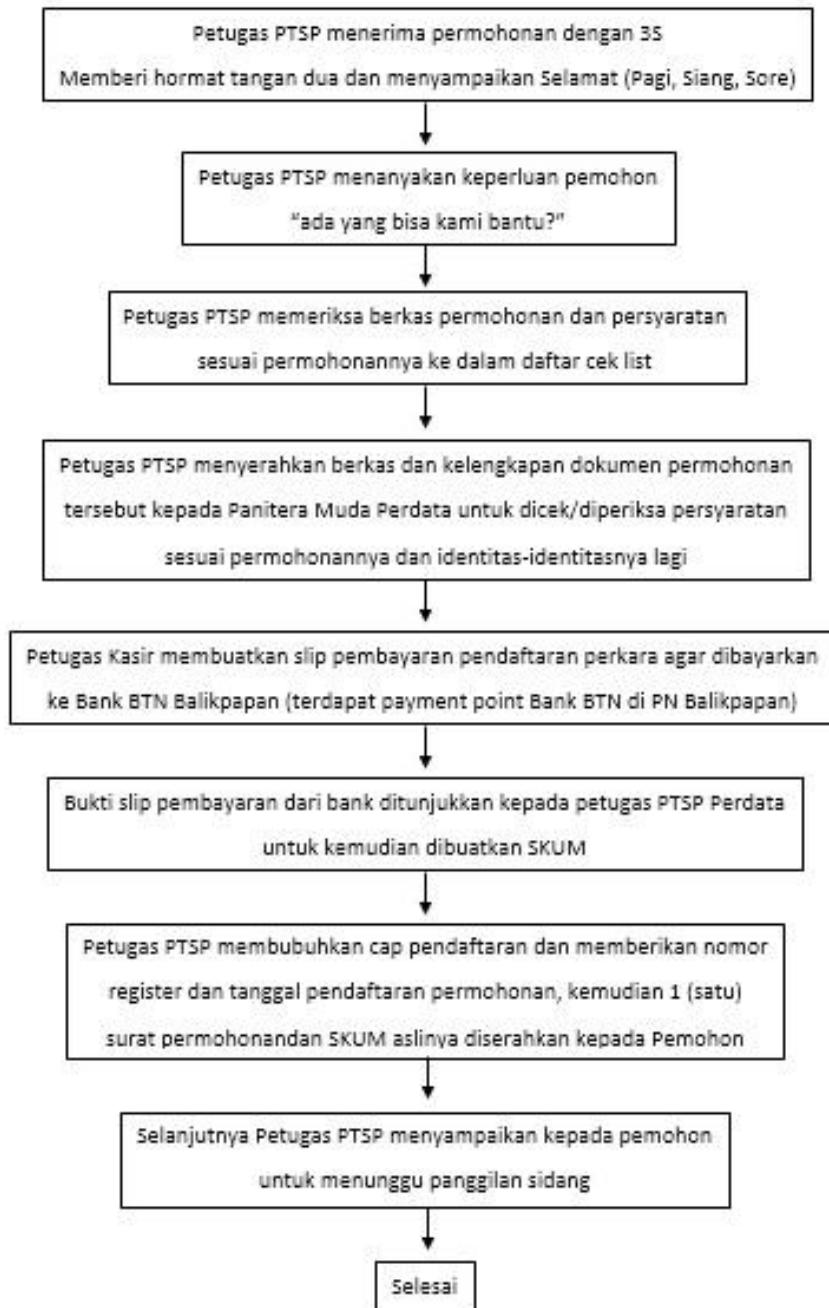 Petugas PTSP menerima permohonan dengan 3S
Memberi hormat tangan dua dan menyampaikan Selamat (Pagi, Siang, Sore)
Petugas PTSP menanyakan keperluan pemohon
"ada yang bisa kami bantu?"
Petugas PTSP memeriksa berkas permohonan dan persyaratan
sesuai permohonannya ke dalam daftar cek list
Petugas PTSP menyerahkan berkas dan kelengkapan dokumen permohonan
tersebut kepada Panitera Muda Perdata untuk dicek/diperiksa persyaratan
sesuai permohonannya dan identitas-identitasnya lagi
Petugas Kasir membuatkan slip pembayaran pendaftaran perkara agar dibayarkan
ke Bank BTN Balikpapan (terdapat payment point Bank BTN di PN Balikpapan)
Bukti slip pembayaran dari bank ditunjukkan kepada petugas PTSP Perdata
untuk kemudian dibuatkan SKUM
Petugas PTSP membubuhkan cap pendaftaran dan memberikan nomor
register dan tanggal pendaftaran permohonan, kemudian 1 (satu)
surat permohonandan SKUM aslinya diserahkan kepada Pemohon
Selanjutnya Petugas PTSP menyampaikan kepada pemohon
untuk menunggu panggilan sidang
Selesai